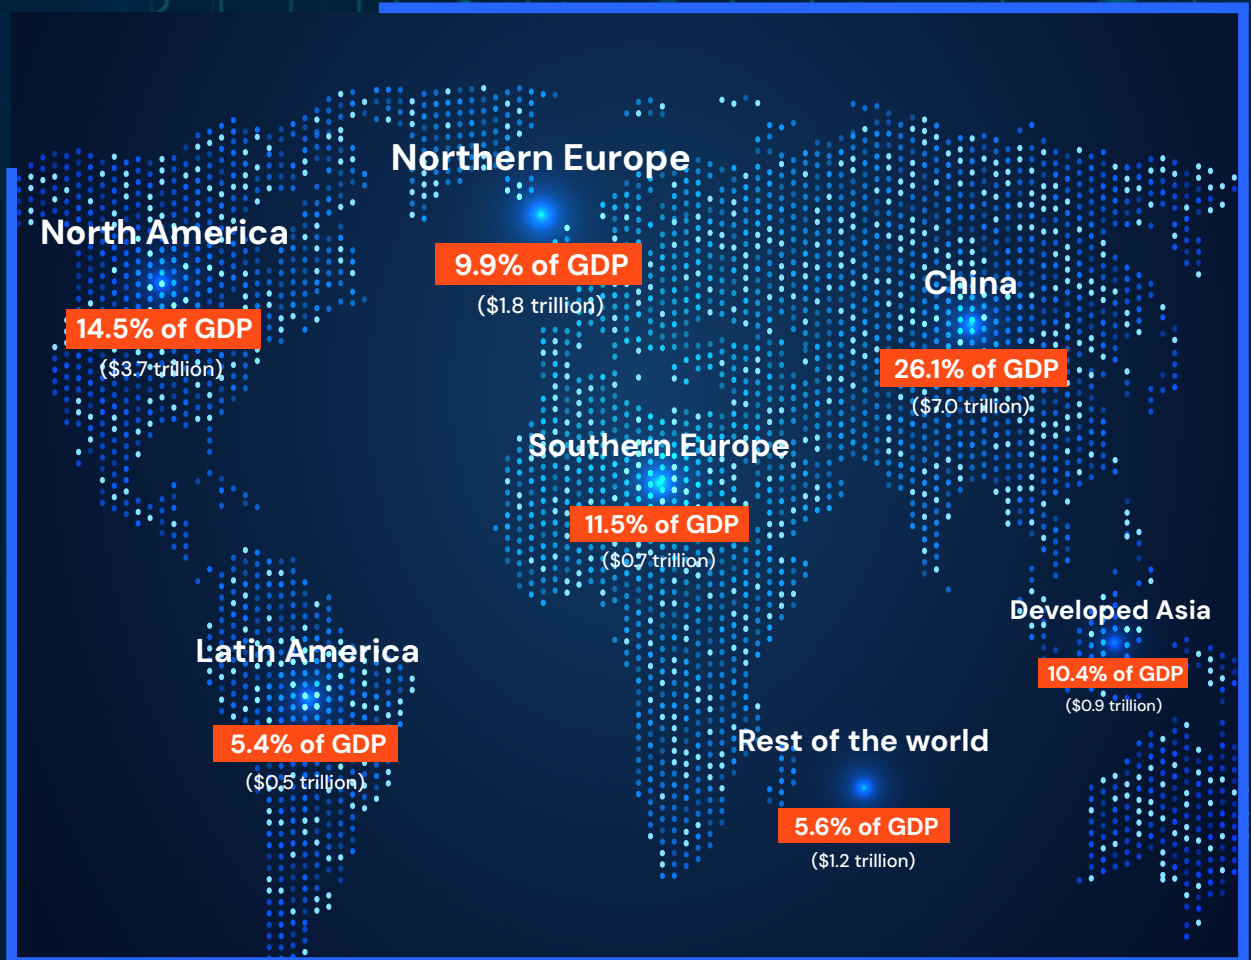 Northern Europe
9.9% of GDP
($1.8 trillion)
North America
14.5% of GDP
($3.7 trillion)
China
26.1% of GDP
($7.0 trillion)
Southern Europe
11.5% of GDP
($0.7 trillion)
Developed Asia
10.4% of GDP
($0.9 trillion)
Latin America
5.4% of GDP
($0.5 trillion)
Rest of the world
5.6% of GDP
($1.2 trillion)